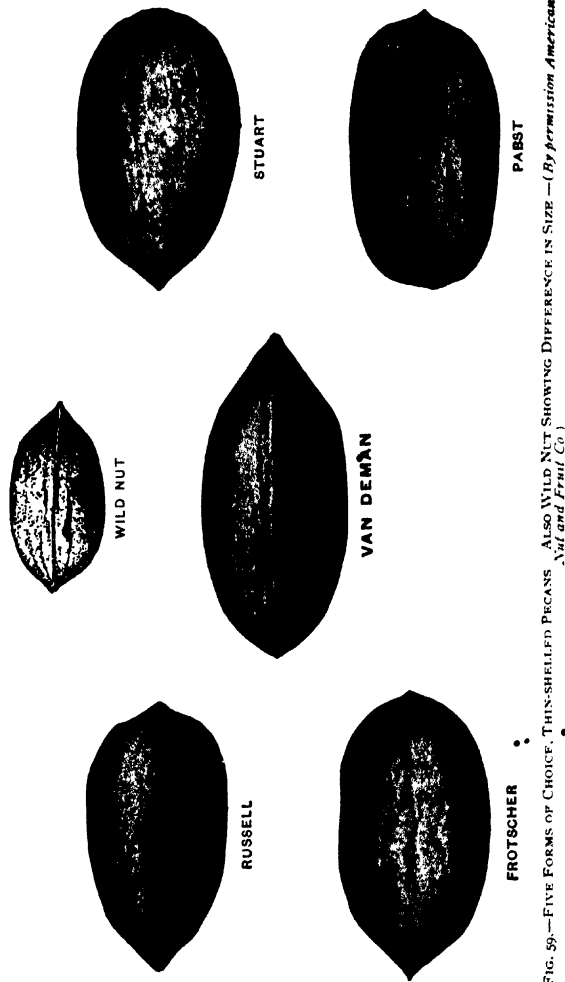 RUSSELL
WILD NUT
STUART
FROTSCHER
VAN DEMAN
PABST
FIG. 59.—FIVE FORMS OF CHOICE, THIN-SHELLED PECANS ALSO WILD NUT SHOWING DIFFERENCE IN SIZE —(By permission American
Nut and Fruit Co)